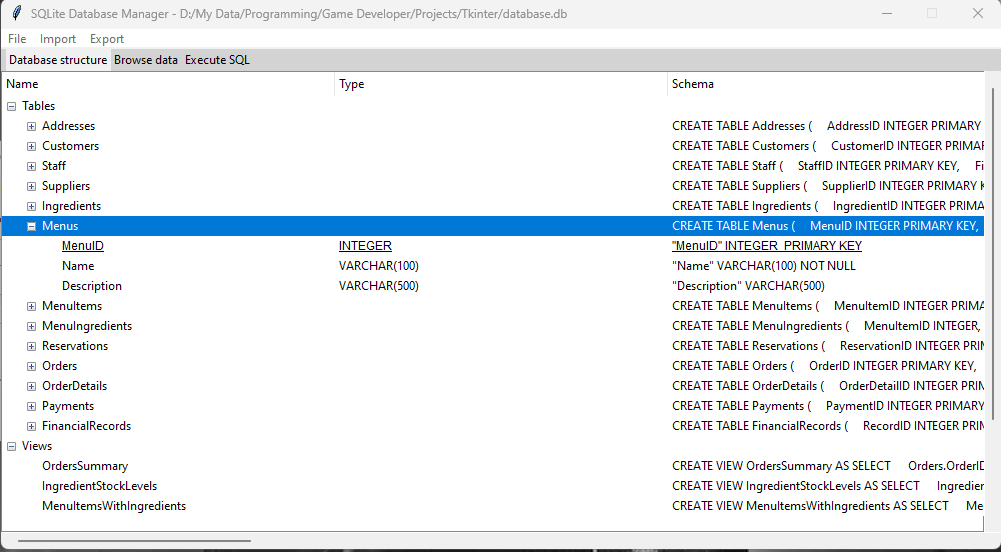 SQLite Database Manager - D:/My Data/Programming/Game Developer/Projects/Tkinter/database.db
File Import Export
Database structure Browse data Execute SQL
Name Type Schema
Tables
Addresses CREATE TABLE Addresses ( AddressID INTEGER PRIMARY
Customers CREATE TABLE Customers ( CustomerID INTEGER PRIMAR
Staff CREATE TABLE Staff ( StaffID INTEGER PRIMARY KEY, Fi
Suppliers CREATE TABLE Suppliers ( SupplierID INTEGER PRIMARY K
Ingredients CREATE TABLE Ingredients ( IngredientID INTEGER PRIMA
Menus CREATE TABLE Menus ( MenuID INTEGER PRIMARY KEY,
MenuID INTEGER "MenuID" INTEGER PRIMARY KEY
Name VARCHAR(100) "Name" VARCHAR(100) NOT NULL
Description VARCHAR(500) "Description" VARCHAR(500)
MenuItems CREATE TABLE MenuItems ( MenuItemID INTEGER PRIMA
MenuIngredients CREATE TABLE MenuIngredients ( MenuItemID INTEGER,
Reservations CREATE TABLE Reservations ( ReservationID INTEGER PRIM
Orders CREATE TABLE Orders ( OrderID INTEGER PRIMARY KEY,
OrderDetails CREATE TABLE OrderDetails ( OrderDetailID INTEGER PRIM
Payments CREATE TABLE Payments ( PaymentID INTEGER PRIMARY
FinancialRecords CREATE TABLE FinancialRecords ( RecordID INTEGER PRIM
Views
OrdersSummary CREATE VIEW OrdersSummary AS SELECT Orders.OrderID
IngredientStockLevels CREATE VIEW IngredientStockLevels AS SELECT Ingredien
MenuItemsWithIngredients CREATE VIEW MenuItemsWithIngredients AS SELECT Me